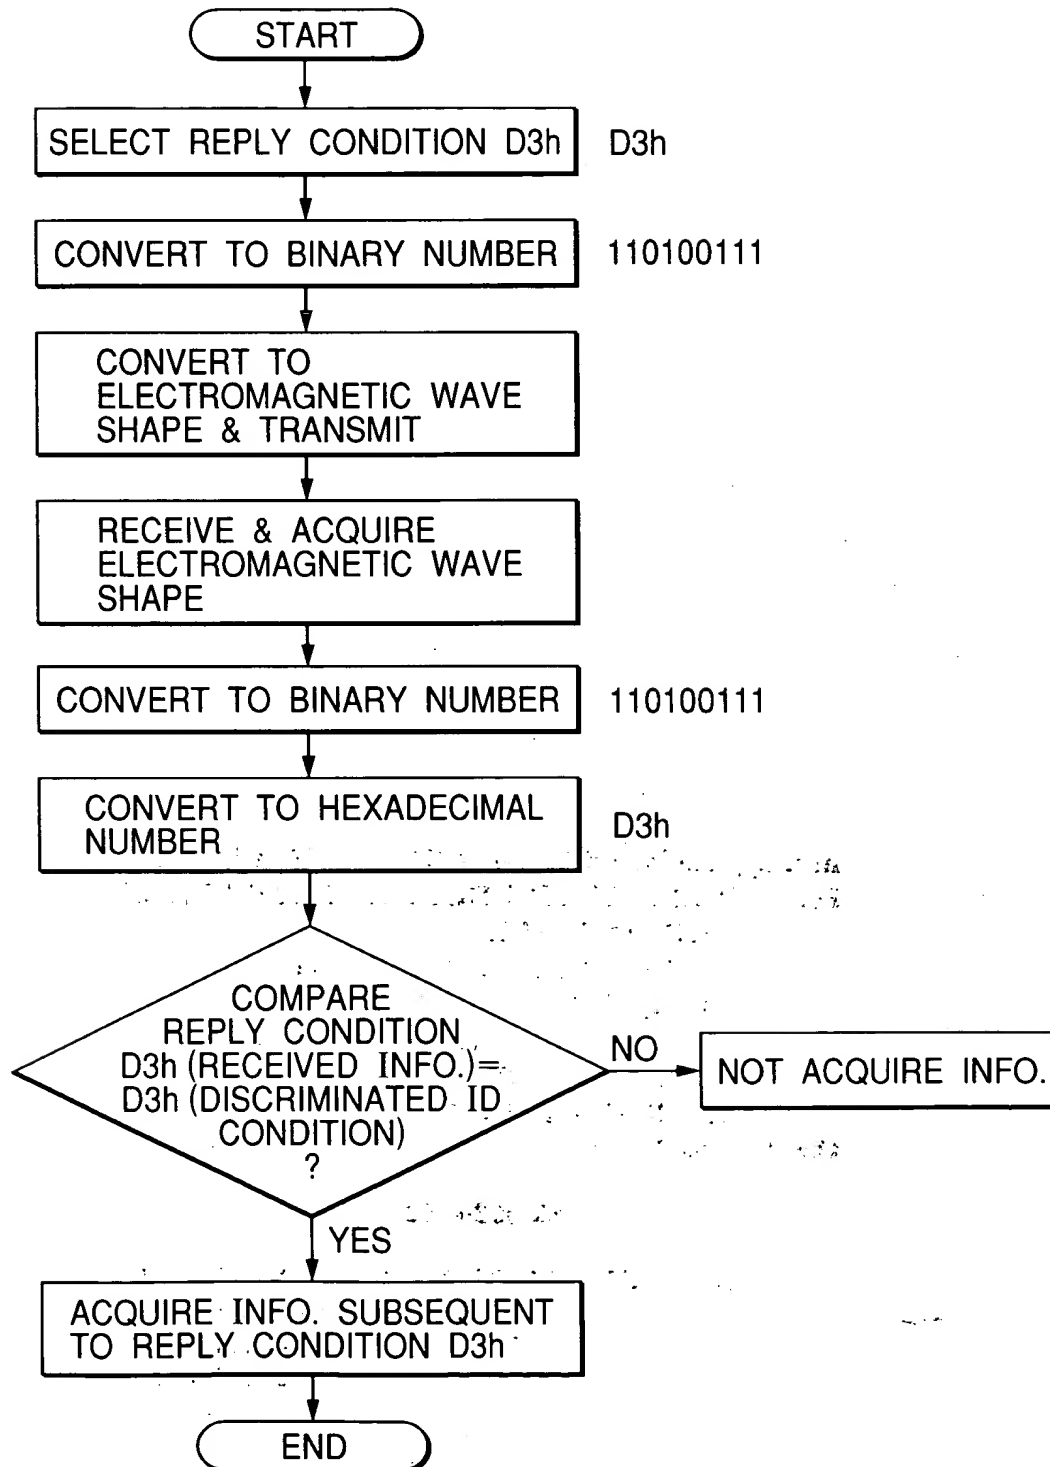 START
SELECT REPLY CONDITION D3h
D3h
CONVERT TO BINARY NUMBER
110100111
CONVERT TO
ELECTROMAGNETIC WAVE
SHAPE & TRANSMIT
RECEIVE & ACQUIRE
ELECTROMAGNETIC WAVE
SHAPE
CONVERT TO BINARY NUMBER
110100111
CONVERT TO HEXADECIMAL
NUMBER
D3h
COMPARE
REPLY CONDITION
D3h (RECEIVED INFO.)=
D3h (DISCRIMINATED ID
CONDITION)
?
NO
NOT ACQUIRE INFO.
YES
ACQUIRE INFO. SUBSEQUENT
TO REPLY CONDITION D3h
END